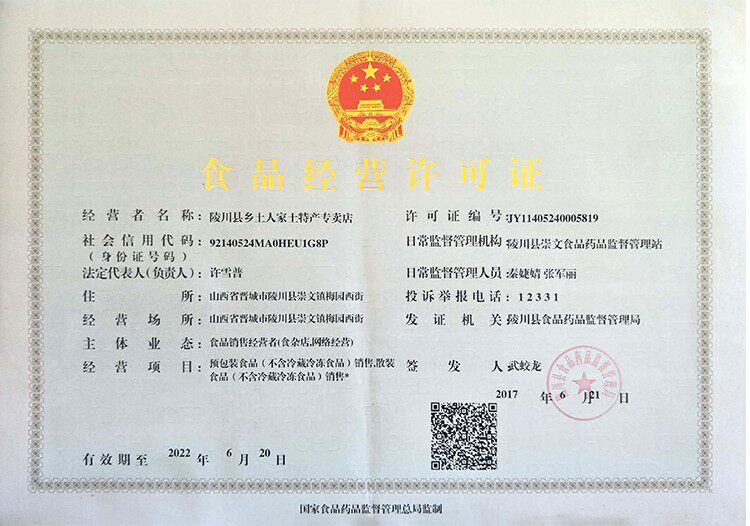 食品经营许可证
经营者名称：陵川县乡土人家土特产专卖店
许可证编号：JY11405240005819
社会信用代码：92140524MA0HEU1G8P
（身份证号码）
日常监督管理机构：陵川县崇文食品药品监督管理站
法定代表人（负责人）：许雪普
日常监督管理人员：秦婕婧 张军丽
住所：山西省晋城市陵川县崇文镇梅园西街
投诉举报电话：12331
经营场所：山西省晋城市陵川县崇文镇梅园西街
发证机关：陵川县食品药品监督管理局
主体业态：食品销售经营者(食杂店,网络经营)
经营项目：预包装食品（不含冷藏冷冻食品）销售,散装
食品（不含冷藏冷冻食品）销售*
签发人：武蛟龙
陵川县食品药品监督管理局
2017 年 6 月 21 日
有效期至 2022 年 6 月 20 日
国家食品药品监督管理总局监制